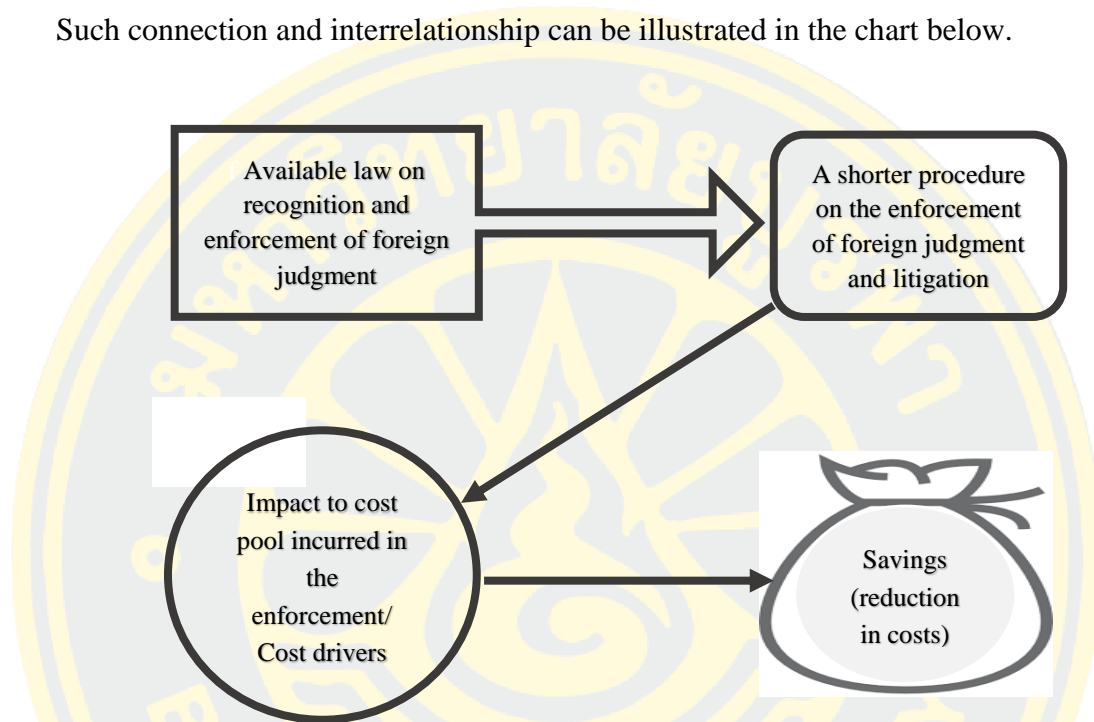 Such connection and interrelationship can be illustrated in the chart below.
Available law on
recognition and
enforcement of foreign
judgment
A shorter procedure
on the enforcement
of foreign judgment
and litigation
Impact to cost
pool incurred in
the
enforcement/
Cost drivers
Savings
(reduction
in costs)